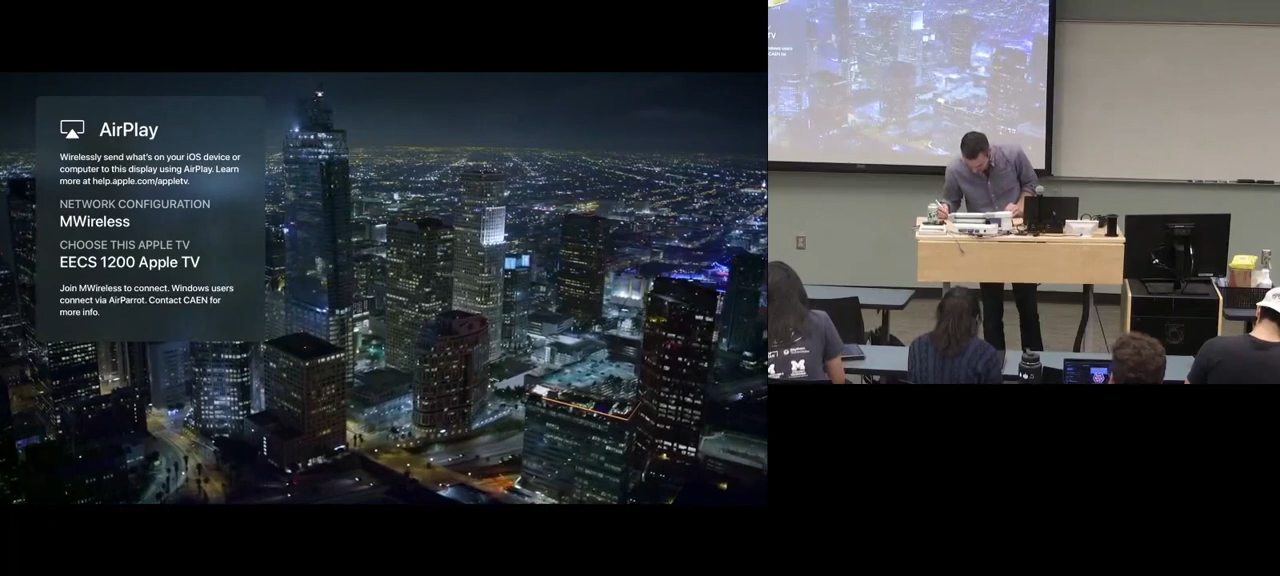 AirPlay
Wirelessly send what's on your iOS device or
computer to this display using AirPlay. Learn
more at help.apple.com/appletv.
NETWORK CONFIGURATION
MWireless
CHOOSE THIS APPLE TV
EECS 1200 Apple TV
Join MWireless to connect. Windows users
connect via AirParrot. Contact CAEN for
more info.
TV